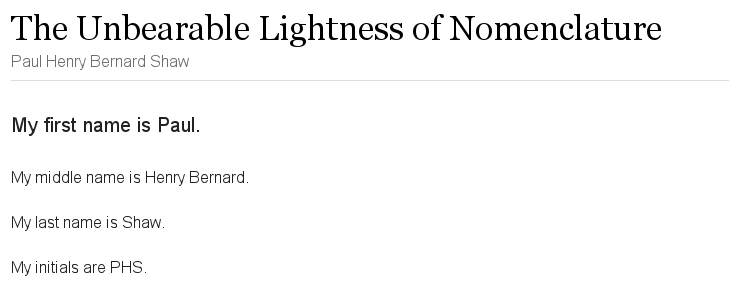 The Unbearable Lightness of Nomenclature
Paul Henry Bernard Shaw
My first name is Paul.
My middle name is Henry Bernard.
My last name is Shaw.
My initials are PHS.